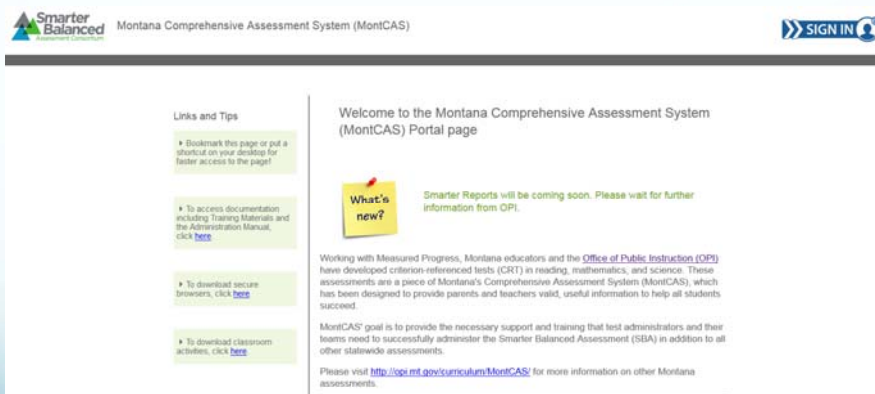 Smarter
Balanced
Assessment Consortium
Montana Comprehensive Assessment System (MontCAS)
SIGN IN
Links and Tips
Bookmark this page or put a
shortcut on your desktop for
faster access to the page!
To access documentation
including Training Materials and
the Administration Manual,
click here.
To download secure
browsers, click here.
To download classroom
activities, click here.
Welcome to the Montana Comprehensive Assessment System
(MontCAS) Portal page
What's
new?
Smarter Reports will be coming soon. Please wait for further
information from OPI.
Working with Measured Progress, Montana educators and the Office of Public Instruction (OPI)
have developed criterion-referenced tests (CRT) in reading, mathematics, and science. These
assessments are a piece of Montana's Comprehensive Assessment System (MontCAS), which
has been designed to provide parents and teachers valid, useful information to help all students
succeed.
MontCAS' goal is to provide the necessary support and training that test administrators and their
teams need to successfully administer the Smarter Balanced Assessment (SBA) in addition to all
other statewide assessments.
Please visit http://opi.mt.gov/curriculum/MontCAS/ for more information on other Montana
assessments.